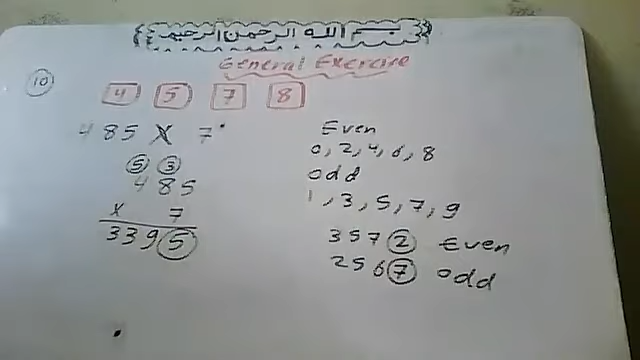 بسم الله الرحمن الرحيم
General Exercise
10
4 5 7 8
485 X 7
5 3
485
x 7
3395
Even
0, 2, 4, 6, 8
odd
1, 3, 5, 7, 9
3572 Even
2567 odd